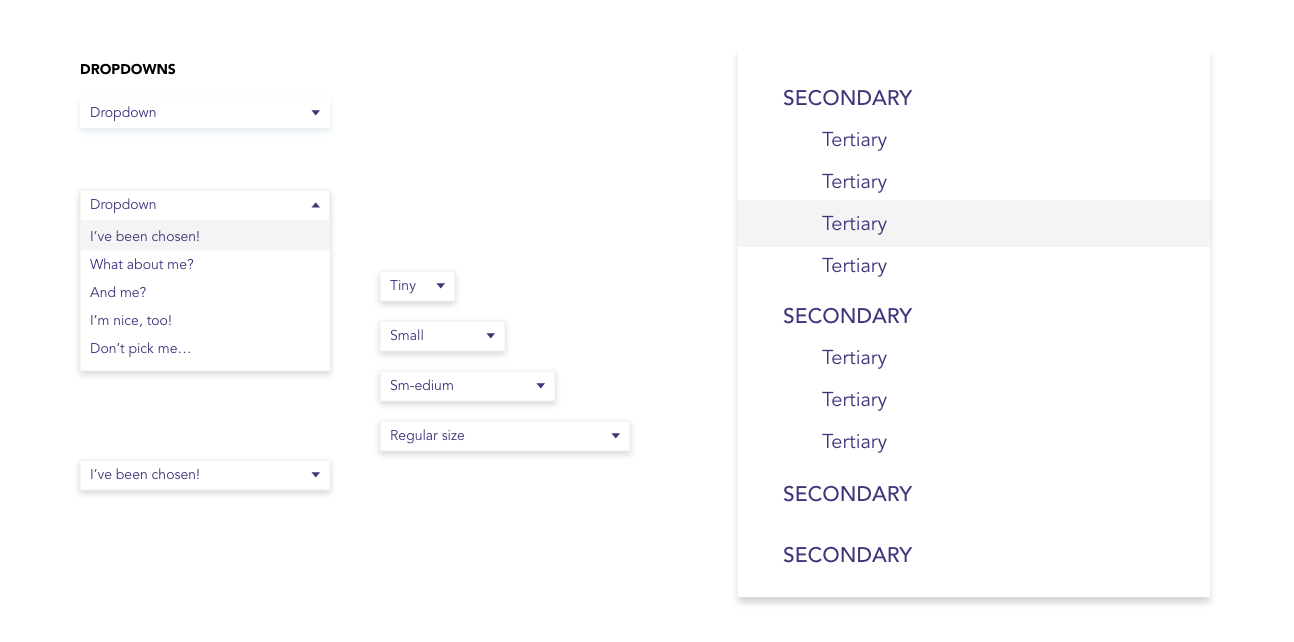 DROPDOWNS
Dropdown
Dropdown
I’ve been chosen!
What about me?
And me?
I’m nice, too!
Don’t pick me…
I’ve been chosen!
Tiny
Small
Sm-edium
Regular size
SECONDARY
Tertiary
Tertiary
Tertiary
Tertiary
SECONDARY
Tertiary
Tertiary
Tertiary
SECONDARY
SECONDARY